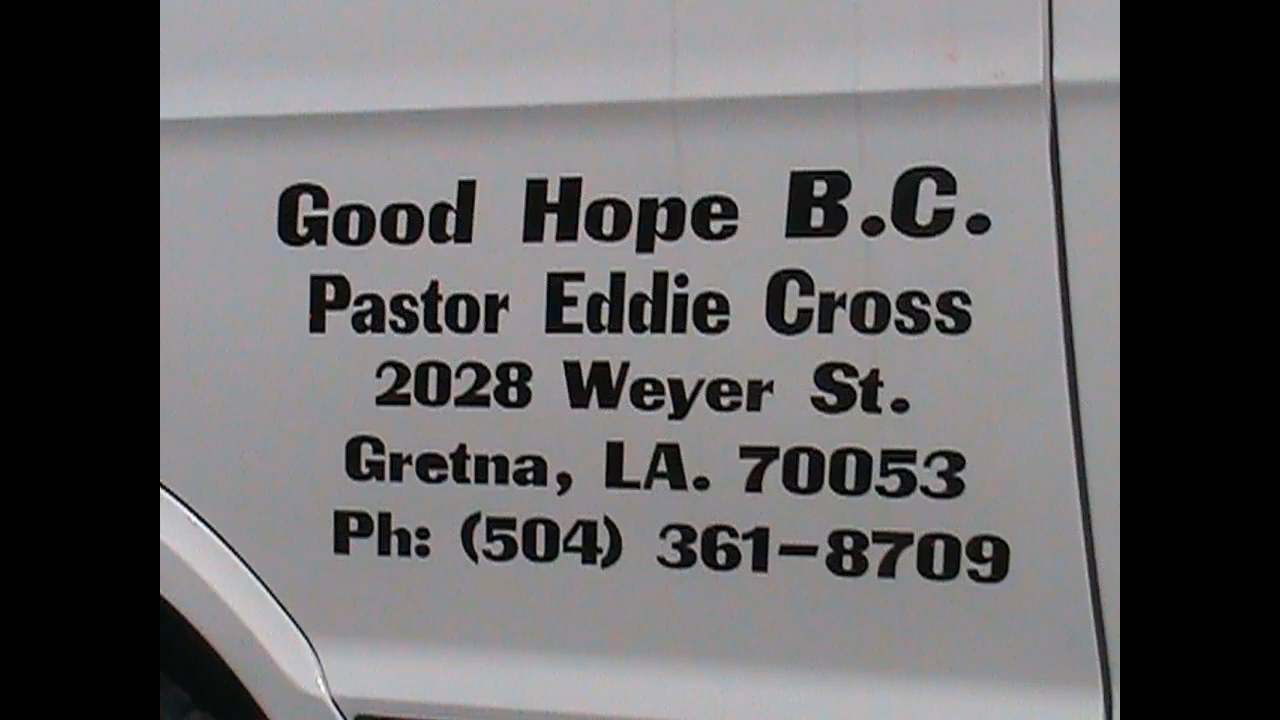 Good Hope B.C.
Pastor Eddie Cross
2028 Weyer St.
Gretna, LA. 70053
Ph: (504) 361-8709